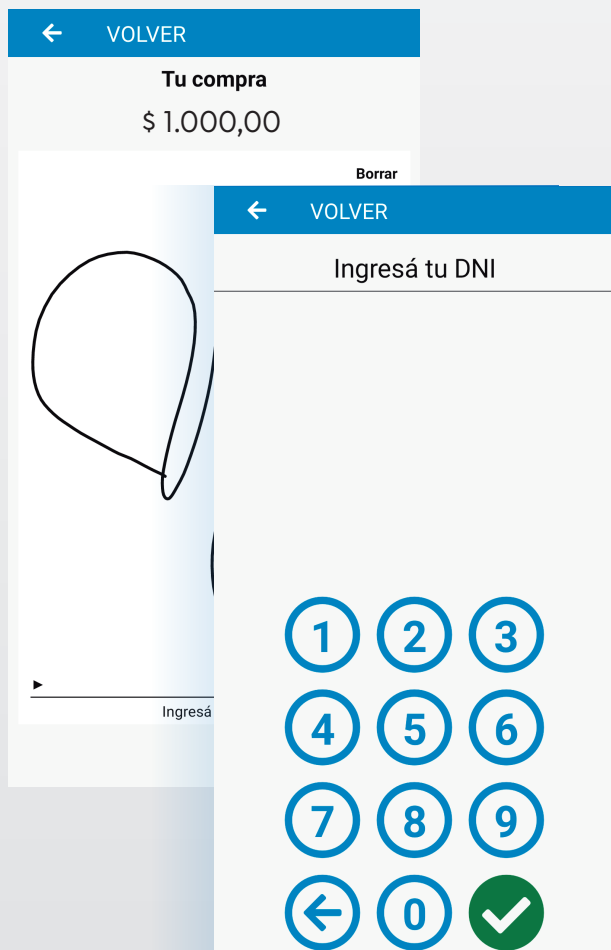 VOLVER
Tu compra
$ 1.000,00
Borrar
Ingresá
VOLVER
Ingresá tu DNI
1 2 3
4 5 6
7 8 9
0